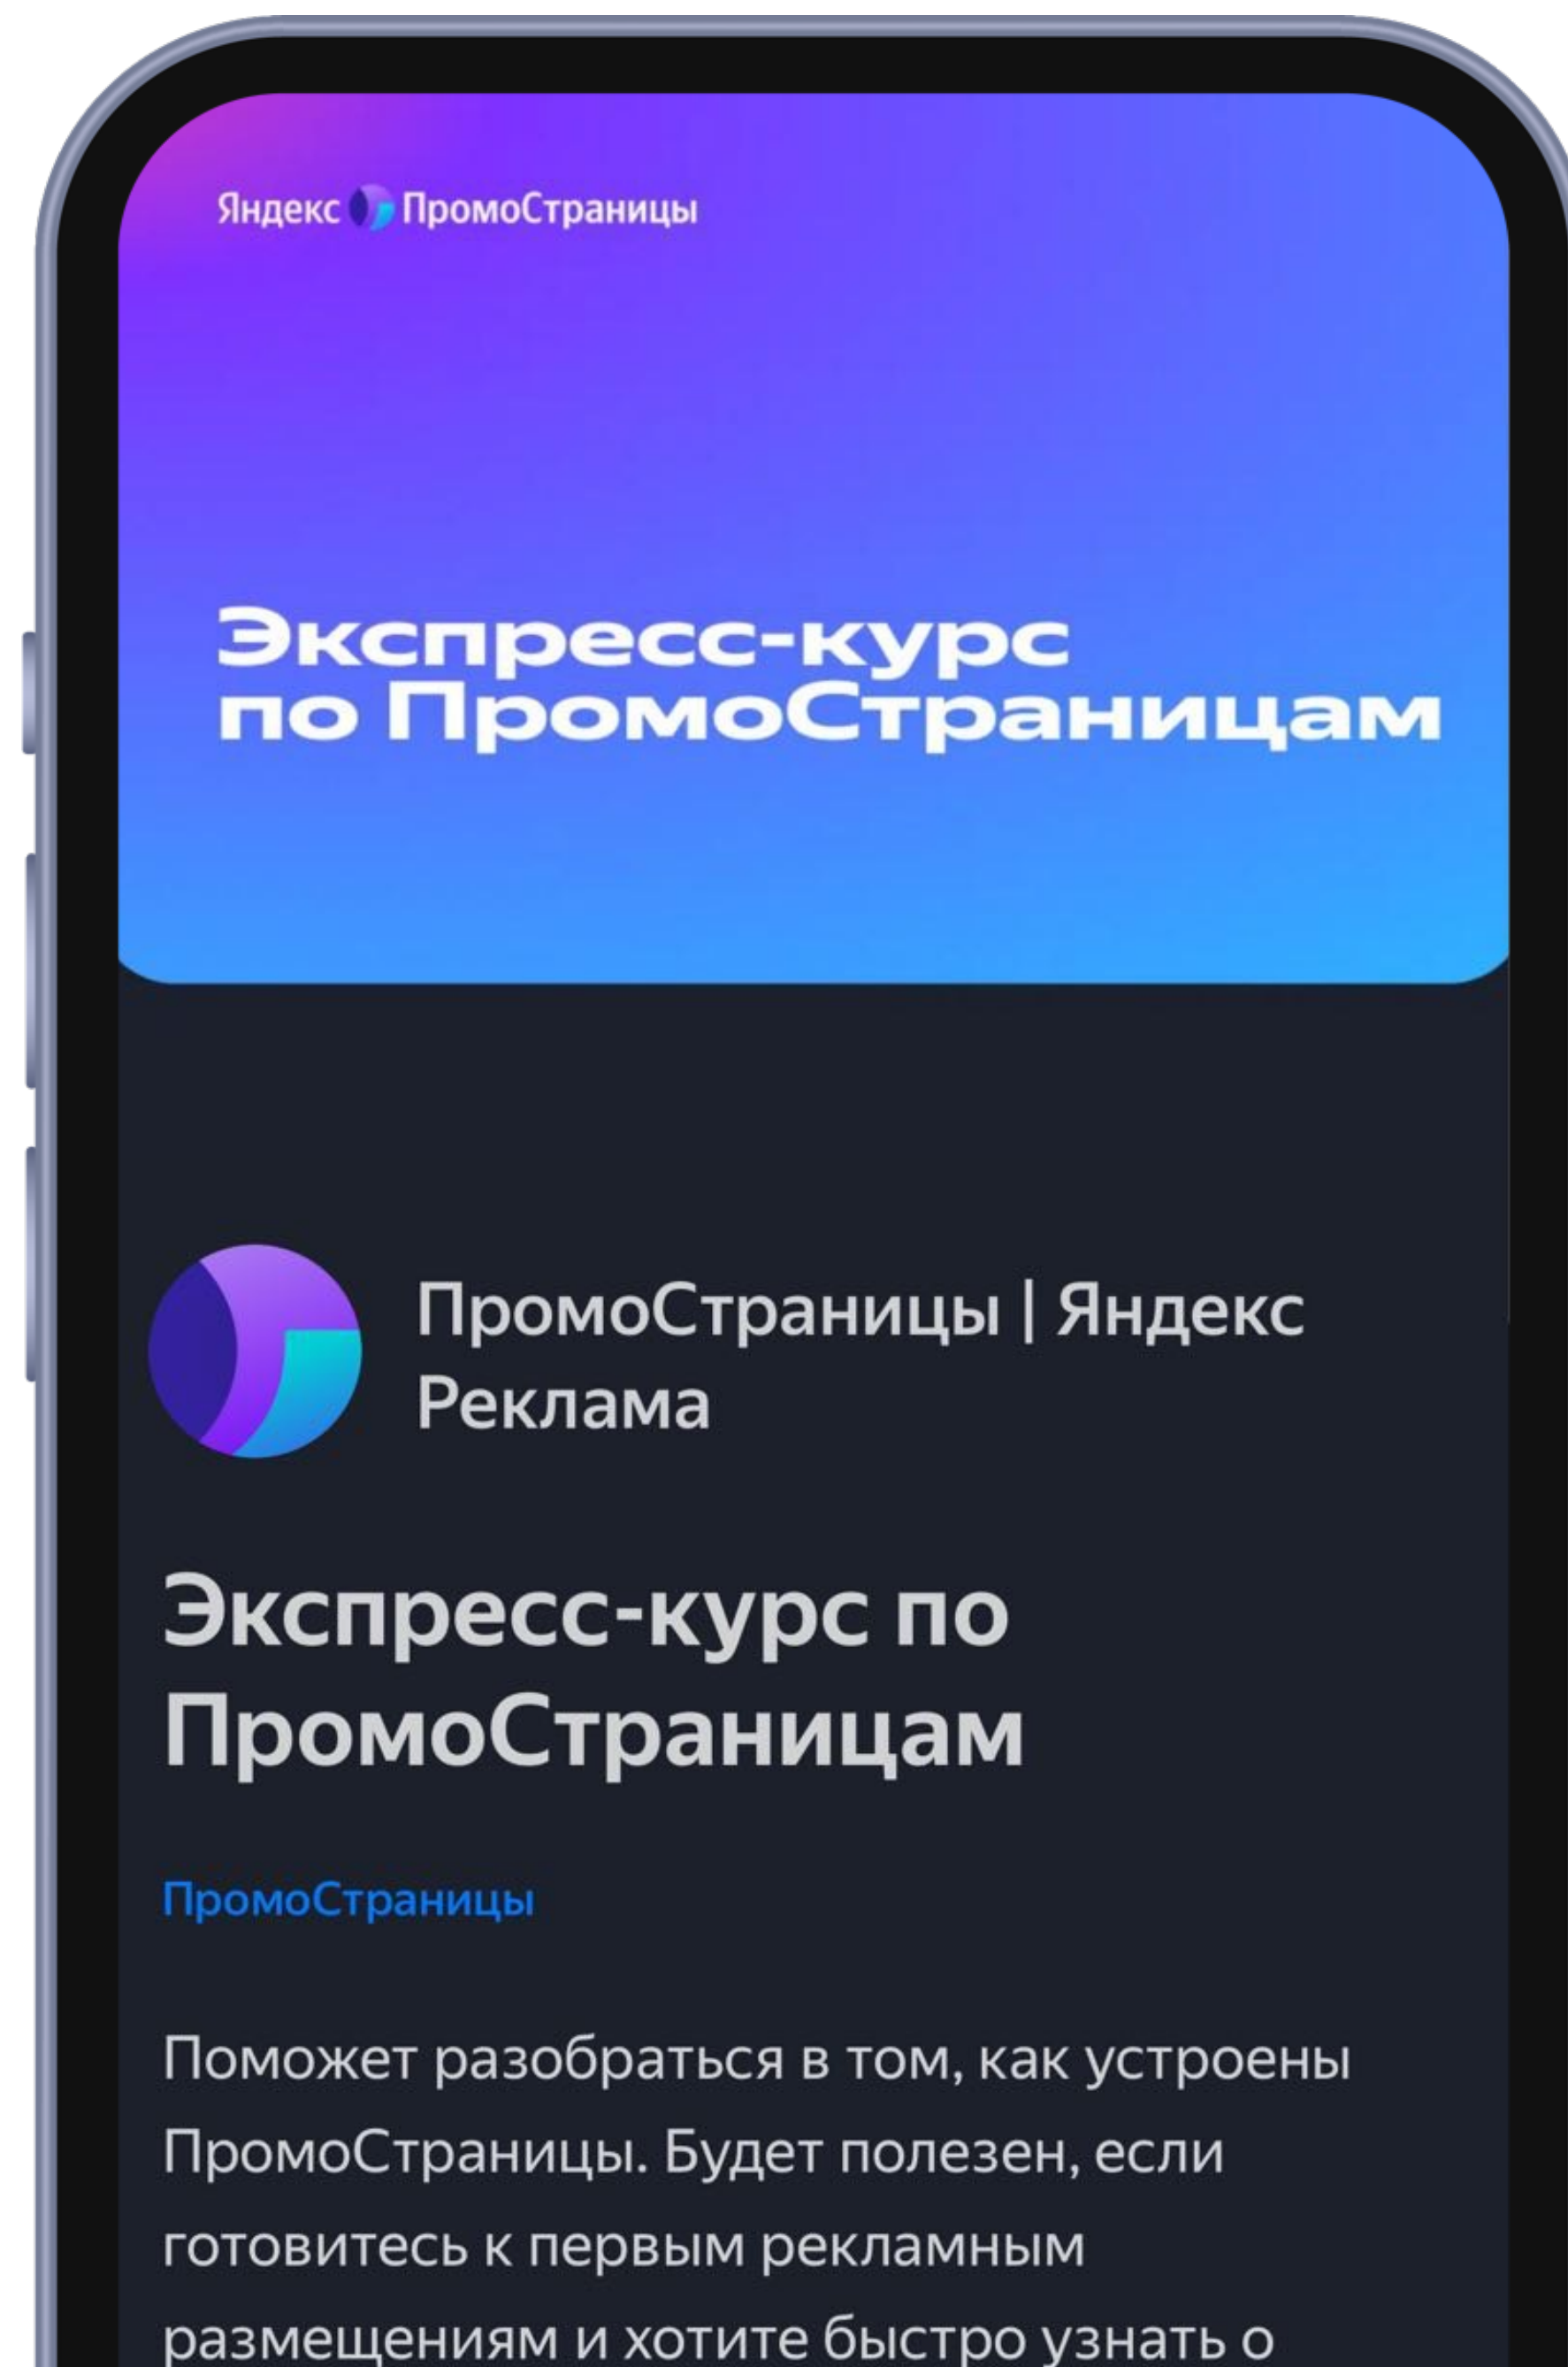 Яндекс ПромоСтраницы
Экспресс-курс
по ПромоСтраницам
ПромоСтраницы | Яндекс
Реклама
Экспресс-курс по
ПромоСтраницам
ПромоСтраницы
Поможет разобраться в том, как устроены
ПромоСтраницы. Будет полезен, если
готовитесь к первым рекламным
размещениям и хотите быстро узнать о